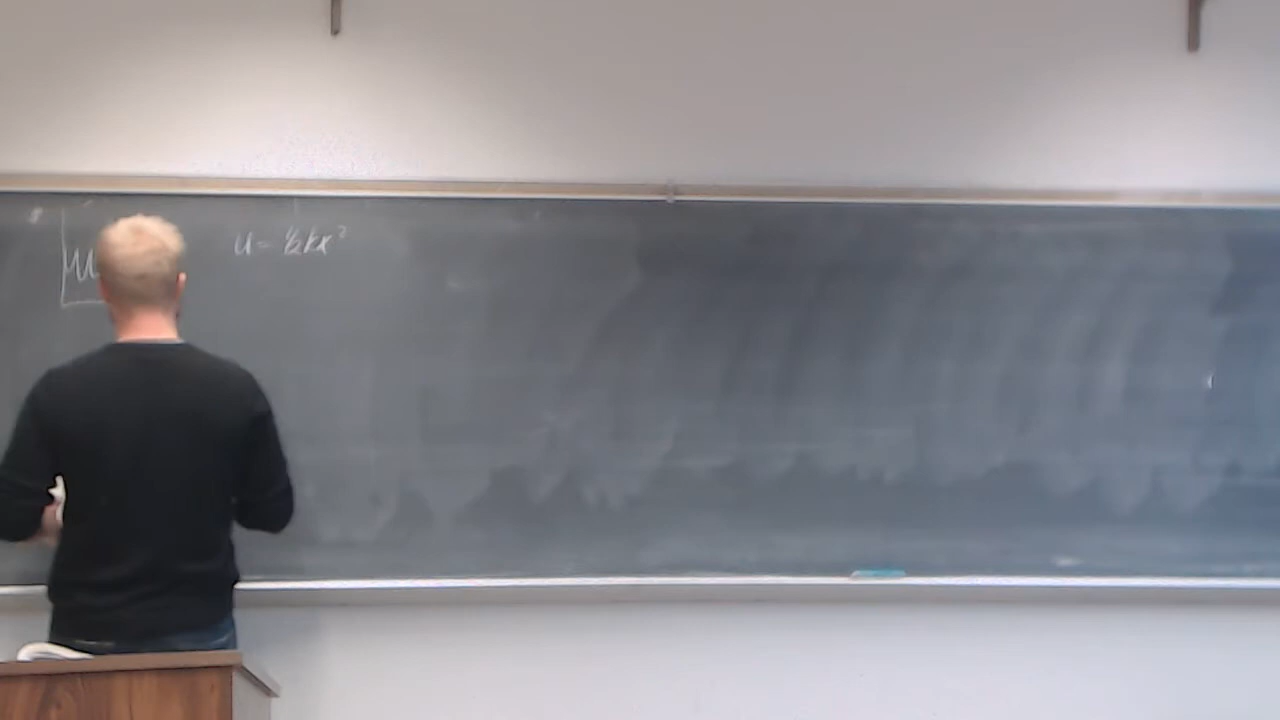 U = ½kx²